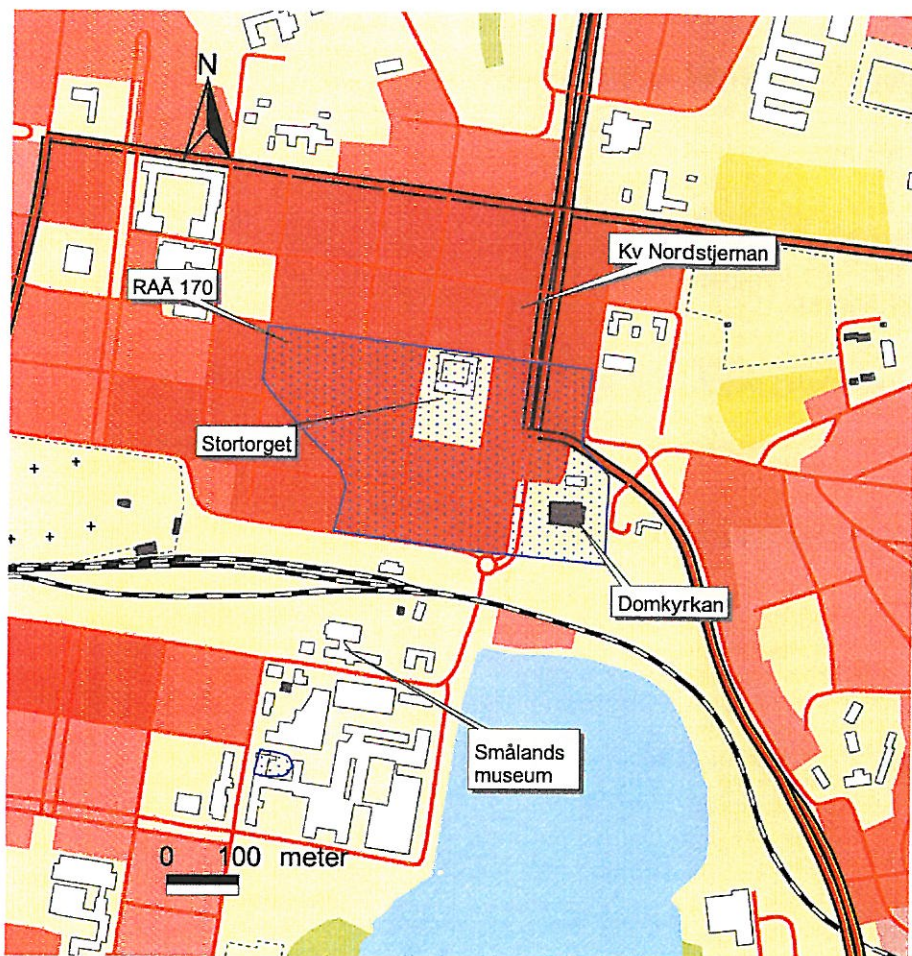 N
Kv Nordstjernan
RAÄ 170
Stortorget
Domkyrkan
Smålands
museum
0 100 meter